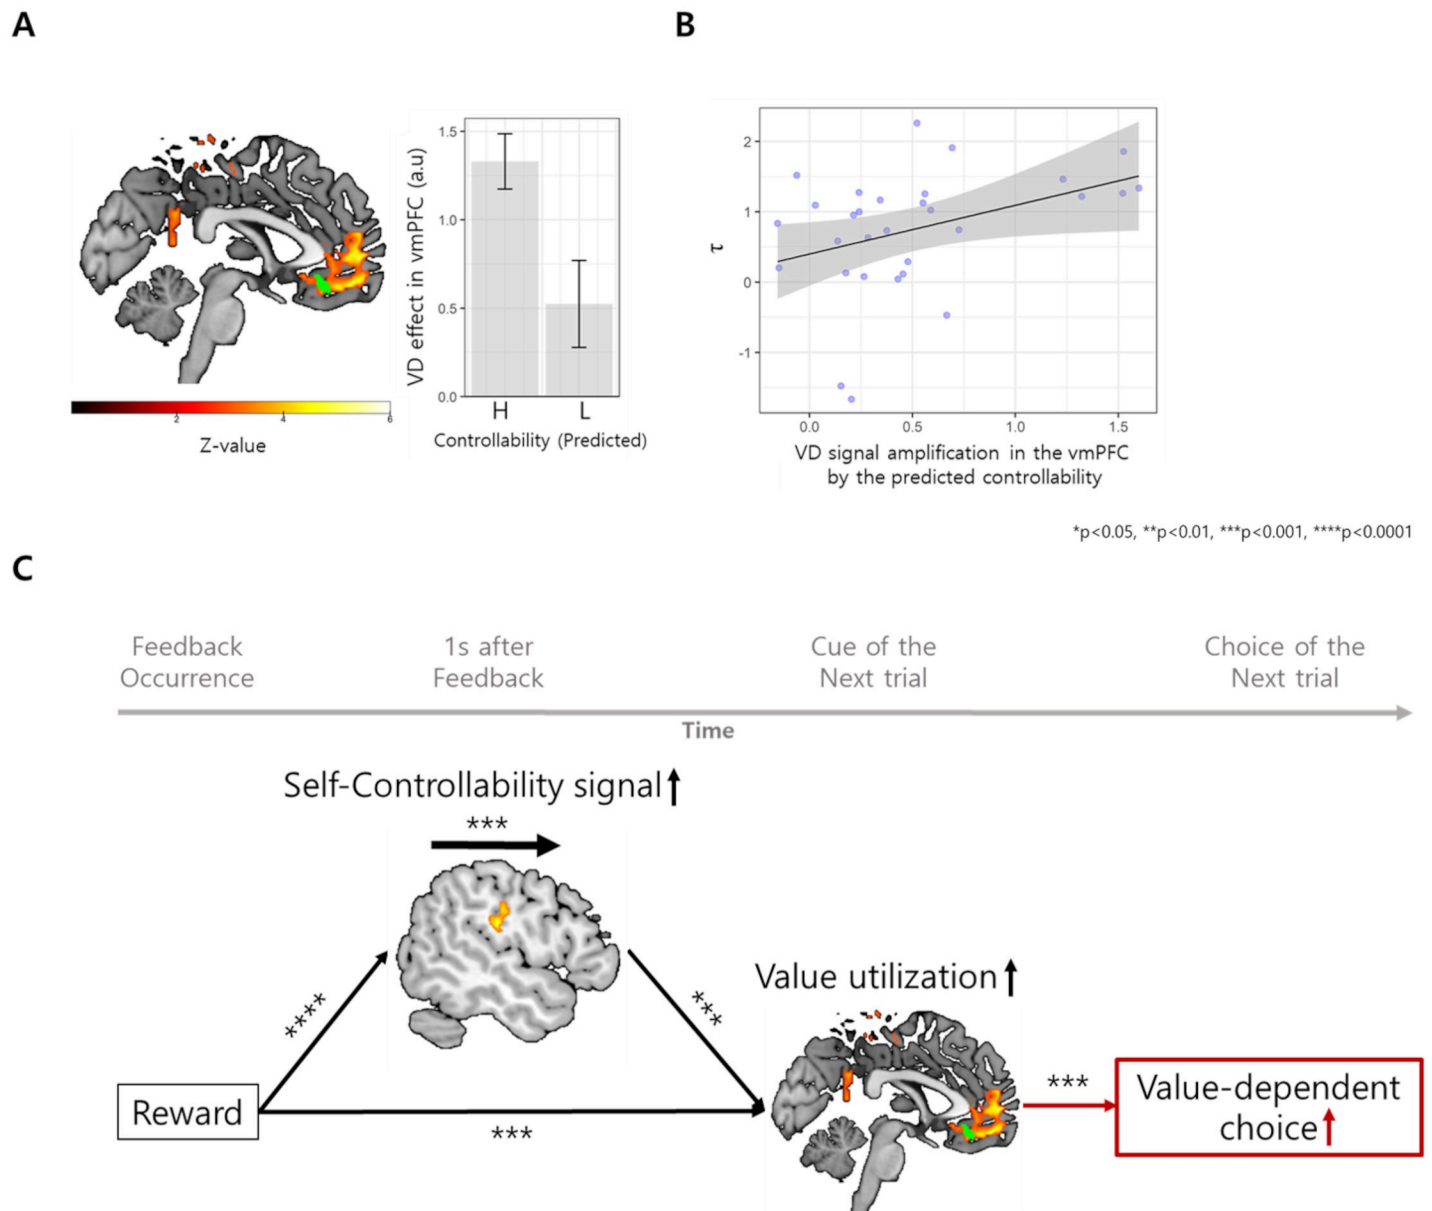 A
B
VD effect in vmPFC (a.u)
1.5
1.0
0.5
0.0
H
L
Controllability (Predicted)
2
4
6
Z-value
τ
2
1
0
-1
0.0
0.5
1.0
1.5
VD signal amplification in the vmPFC
by the predicted controllability
*p<0.05, **p<0.01, ***p<0.001, ****p<0.0001
C
Feedback
Occurrence
1s after
Feedback
Cue of the
Next trial
Choice of the
Next trial
Time
Self-Controllability signal
***
****
***
Value utilization
Reward
***
***
Value-dependent
choice